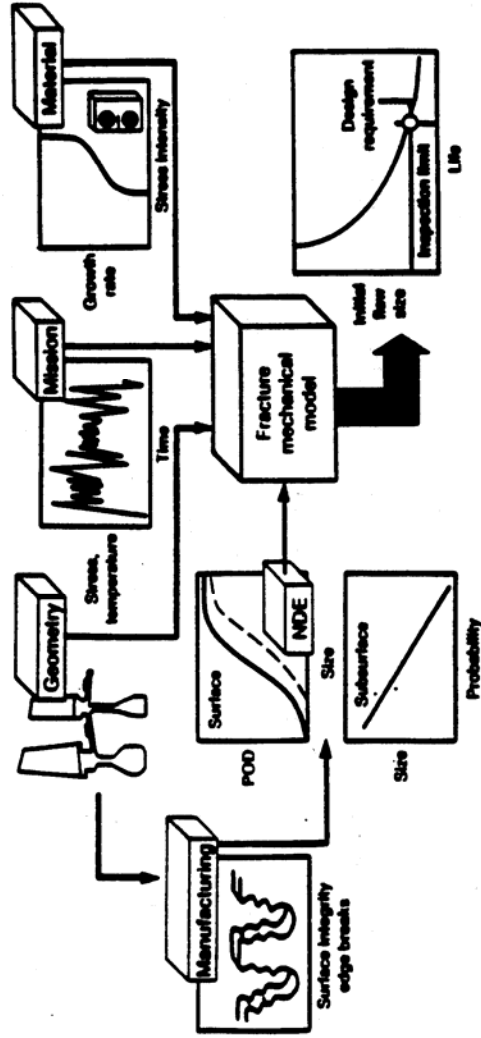 Geometry
Mission
Material
Stress,
temperature
Time
Growth
rate
Stress Intensity
Manufacturing
Surface Integrity
edge breaks
Surface
POD
NDE
Size
Subsurface
Size
Probability
Fracture
mechanical
model
Initial
flaw
size
Design
requirement
Inspection limit
Life